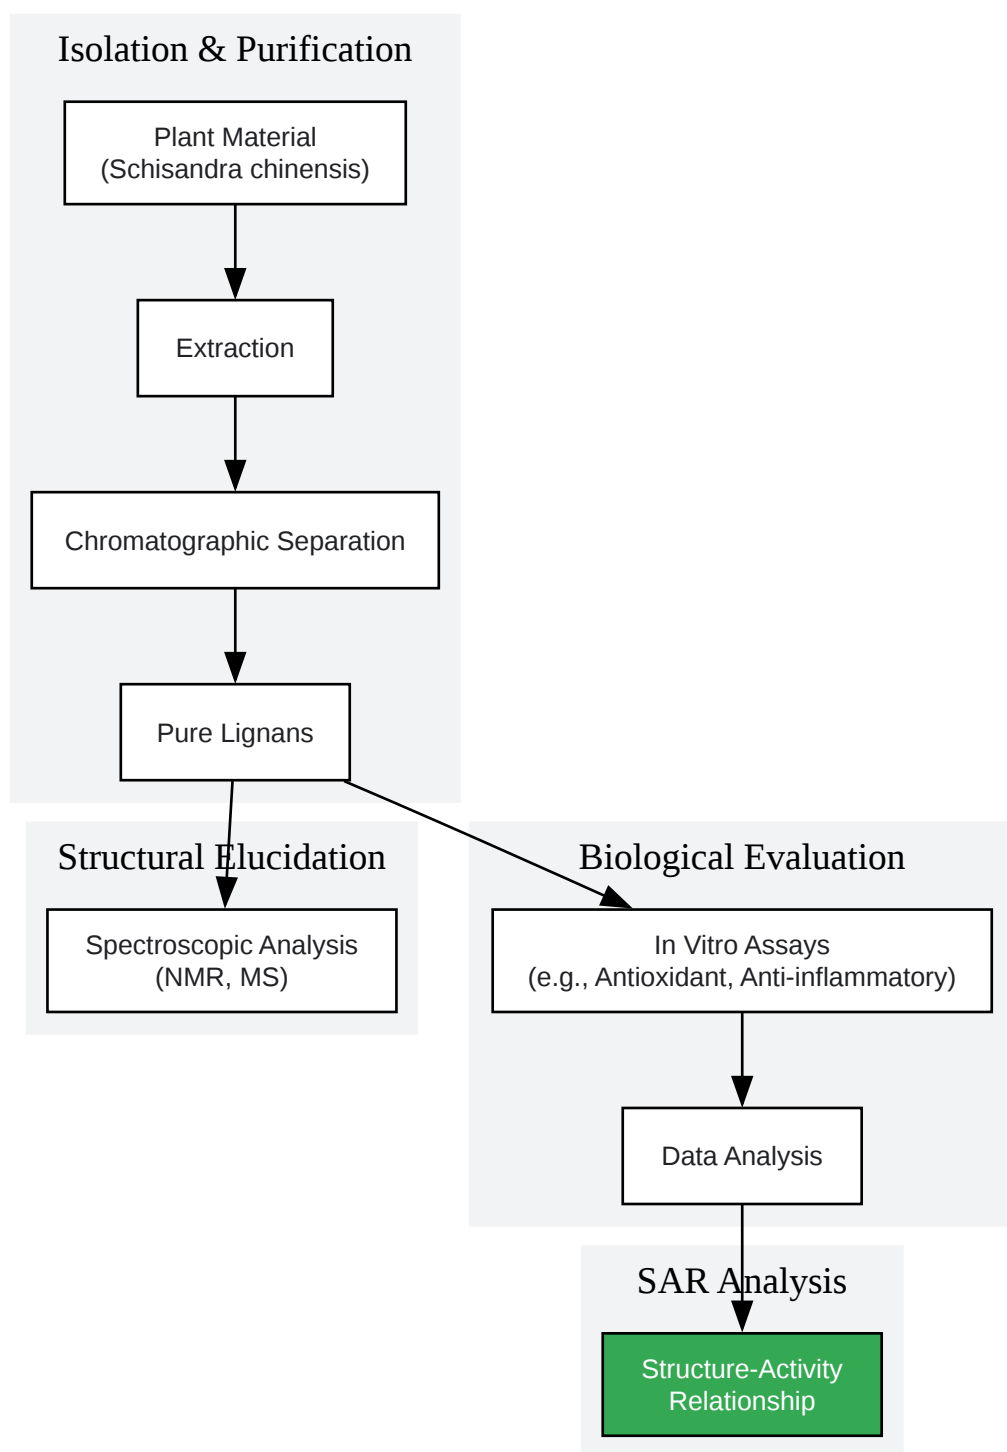 Isolation & Purification
Plant Material
(Schisandra chinensis)
Extraction
Chromatographic Separation
Pure Lignans
Structural Elucidation
Spectroscopic Analysis
(NMR, MS)
Biological Evaluation
In Vitro Assays
(e.g., Antioxidant, Anti-inflammatory)
Data Analysis
SAR Analysis
Structure-Activity
Relationship